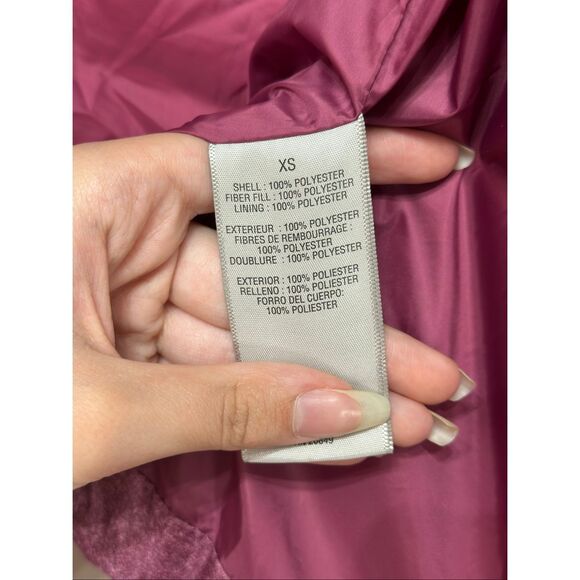 XS
SHELL : 100% POLYESTER
FIBER FILL : 100% POLYESTER
LINING : 100% POLYESTER
EXTERIEUR : 100% POLYESTER
FIBRES DE REMBOURRAGE :
100% POLYESTER
DOUBLURE : 100% POLYESTER
EXTERIOR : 100% POLIESTER
RELLENO : 100% POLIESTER
FORRO DEL CUERPO:
100% POLIESTER